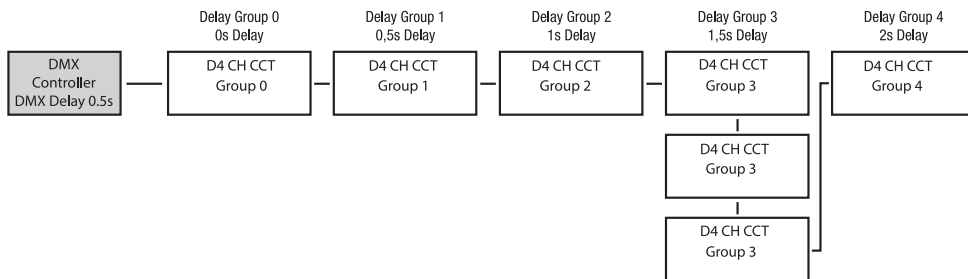 Delay Group 0
0s Delay
Delay Group 1
0,5s Delay
Delay Group 2
1s Delay
Delay Group 3
1,5s Delay
Delay Group 4
2s Delay
DMX
Controller
DMX Delay 0.5s
D4 CH CCT
Group 0
D4 CH CCT
Group 1
D4 CH CCT
Group 2
D4 CH CCT
Group 3
D4 CH CCT
Group 4
D4 CH CCT
Group 3
D4 CH CCT
Group 3